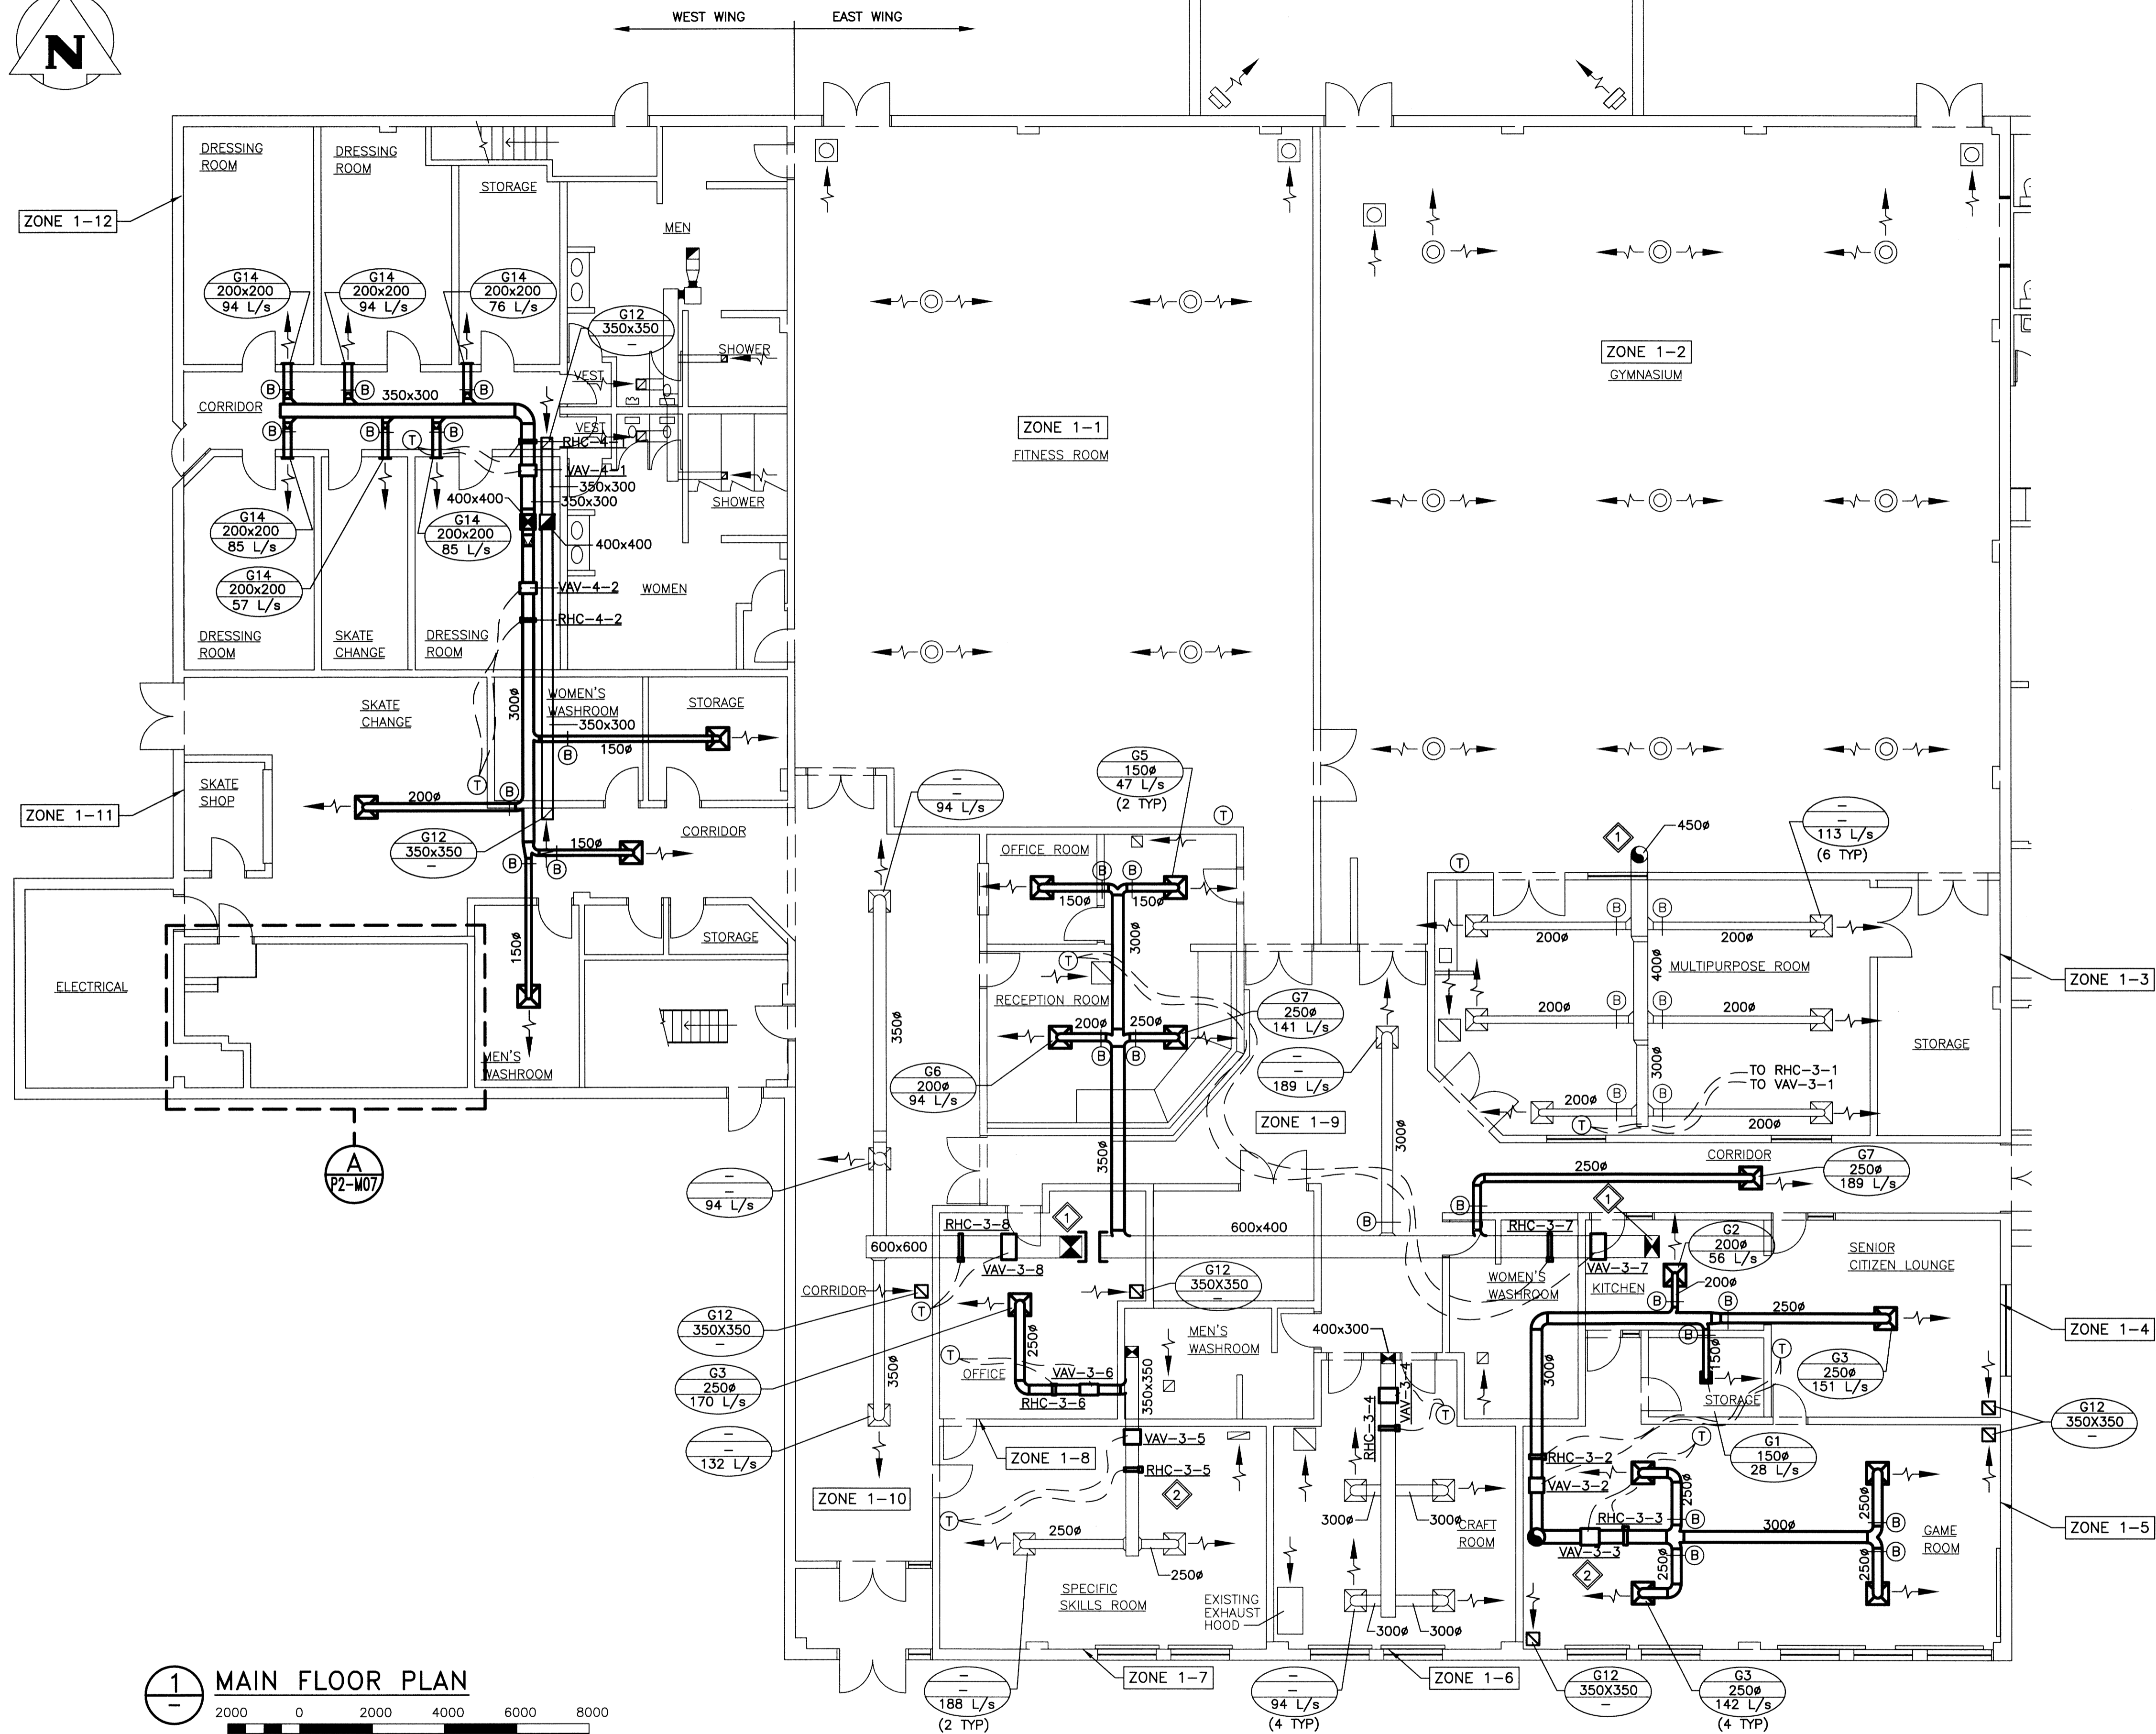 N
WEST WING
EAST WING
DRESSING
ROOM
DRESSING
ROOM
STORAGE
ZONE 1-12
MEN
G14
200x200
94 L/s
G14
200x200
94 L/s
G14
200x200
76 L/s
G12
350x350
-
SHOWER
VEST
B
B
B
350x300
CORRIDOR
B
B
B
T
VEST
RHC-4-1
VAV-4-1
350x300
350x300
400x400
SHOWER
400x400
G14
200x200
85 L/s
G14
200x200
85 L/s
G14
200x200
57 L/s
VAV-4-2
WOMEN
RHC-4-2
DRESSING
ROOM
SKATE
CHANGE
DRESSING
ROOM
ZONE 1-1
FITNESS ROOM
ZONE 1-2
GYMNASIUM
SKATE
CHANGE
300ø
WOMEN'S
WASHROOM
STORAGE
350x300
150ø
B
T
SKATE
SHOP
ZONE 1-11
200ø
B
G12
350x350
-
CORRIDOR
150ø
B
B
150ø
STORAGE
ELECTRICAL
MEN'S
WASHROOM
A
P2-M07
-
-
94 L/s
G5
150ø
47 L/s
(2 TYP)
T
OFFICE ROOM
B
B
150ø
150ø
300ø
T
RECEPTION ROOM
350ø
G7
250ø
141 L/s
200ø
250ø
B
B
G6
200ø
94 L/s
-
-
189 L/s
ZONE 1-9
300ø
350ø
1
450ø
-
-
113 L/s
(6 TYP)
T
B
B
200ø
200ø
400ø
MULTIPURPOSE ROOM
ZONE 1-3
B
B
200ø
200ø
300ø
STORAGE
TO RHC-3-1
TO VAV-3-1
B
B
200ø
T
200ø
CORRIDOR
G7
250ø
189 L/s
250ø
-
-
94 L/s
RHC-3-8
1
600x600
VAV-3-8
600x400
B
B
RHC-3-7
1
VAV-3-7
G2
200ø
56 L/s
SENIOR
CITIZEN LOUNGE
WOMEN'S
WASHROOM
KITCHEN
200ø
B
B
250ø
CORRIDOR
T
G12
350X350
-
G12
350X350
-
250ø
MEN'S
WASHROOM
400x300
B
150ø
T
ZONE 1-4
G3
250ø
151 L/s
T
OFFICE
VAV-3-6
RHC-3-6
350x350
G3
250ø
170 L/s
350ø
300ø
VAV-3-4
RHC-3-4
T
STORAGE
G12
350X350
-
-
-
132 L/s
VAV-3-5
ZONE 1-8
RHC-3-5
2
T
G1
150ø
28 L/s
RHC-3-2
VAV-3-2
250ø
ZONE 1-10
T
250ø
250ø
300ø
300ø
CRAFT
ROOM
RHC-3-3
B
300ø
250ø
B
GAME
ROOM
ZONE 1-5
VAV-3-3
2
250ø
B
250ø
B
SPECIFIC
SKILLS ROOM
EXISTING
EXHAUST
HOOD
300ø
300ø
ZONE 1-7
ZONE 1-6
-
-
188 L/s
(2 TYP)
-
-
94 L/s
(4 TYP)
G12
350X350
-
G3
250ø
142 L/s
(4 TYP)
1
-
MAIN FLOOR PLAN
2000 0 2000 4000 6000 8000